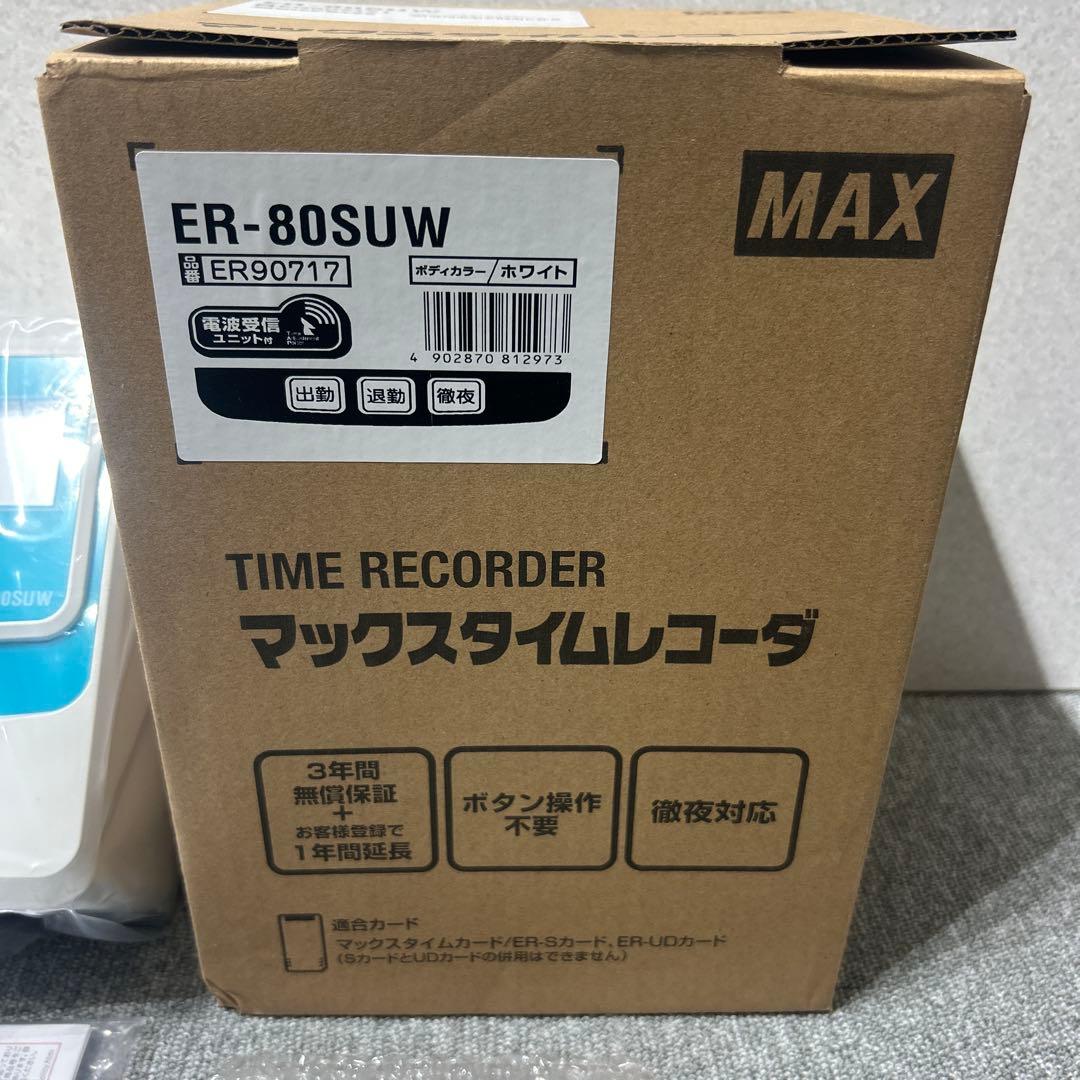 MAX
ER-80SUW
品番 ER90717
ボディカラー/ホワイト
電波受信
ユニット付
4 902870 812973
出勤 退勤 徹夜
TIME RECORDER
マックスタイムレコーダ
3年間
無償保証
+
お客様登録で
1年間延長
ボタン操作
不要
徹夜対応
適合カード
マックスタイムカード/ER-Sカード、ER-UDカード
(SカードとUDカードの併用はできません)
0SUW